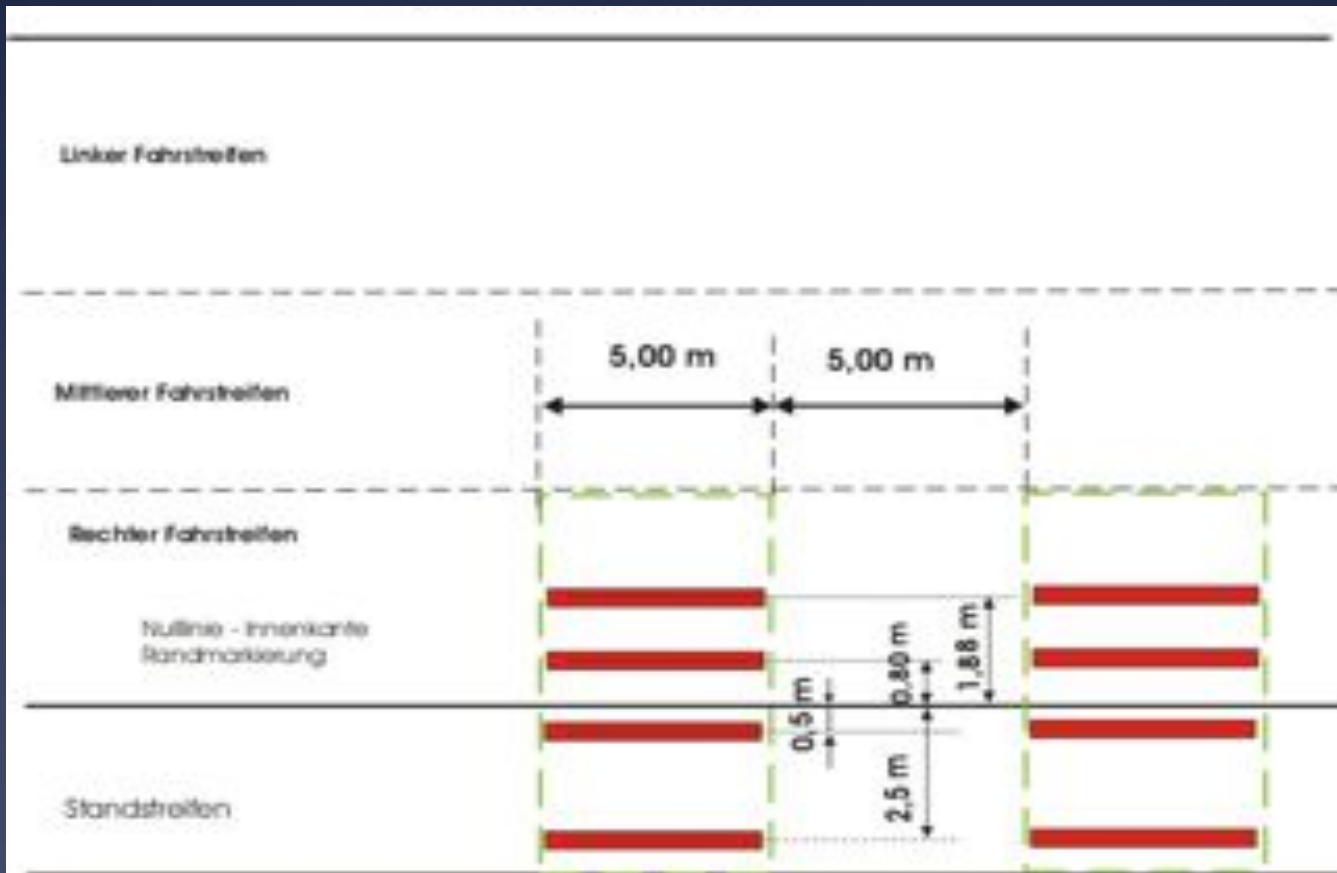 Linker Fahrstreifen
5,00 m
5,00 m
Mittlerer Fahrstreifen
Rechter Fahrstreifen
Nulllinie - Innenkante
Randmarkierung
0,5 m
0,80 m
1,88 m
2,5 m
Standstreifen